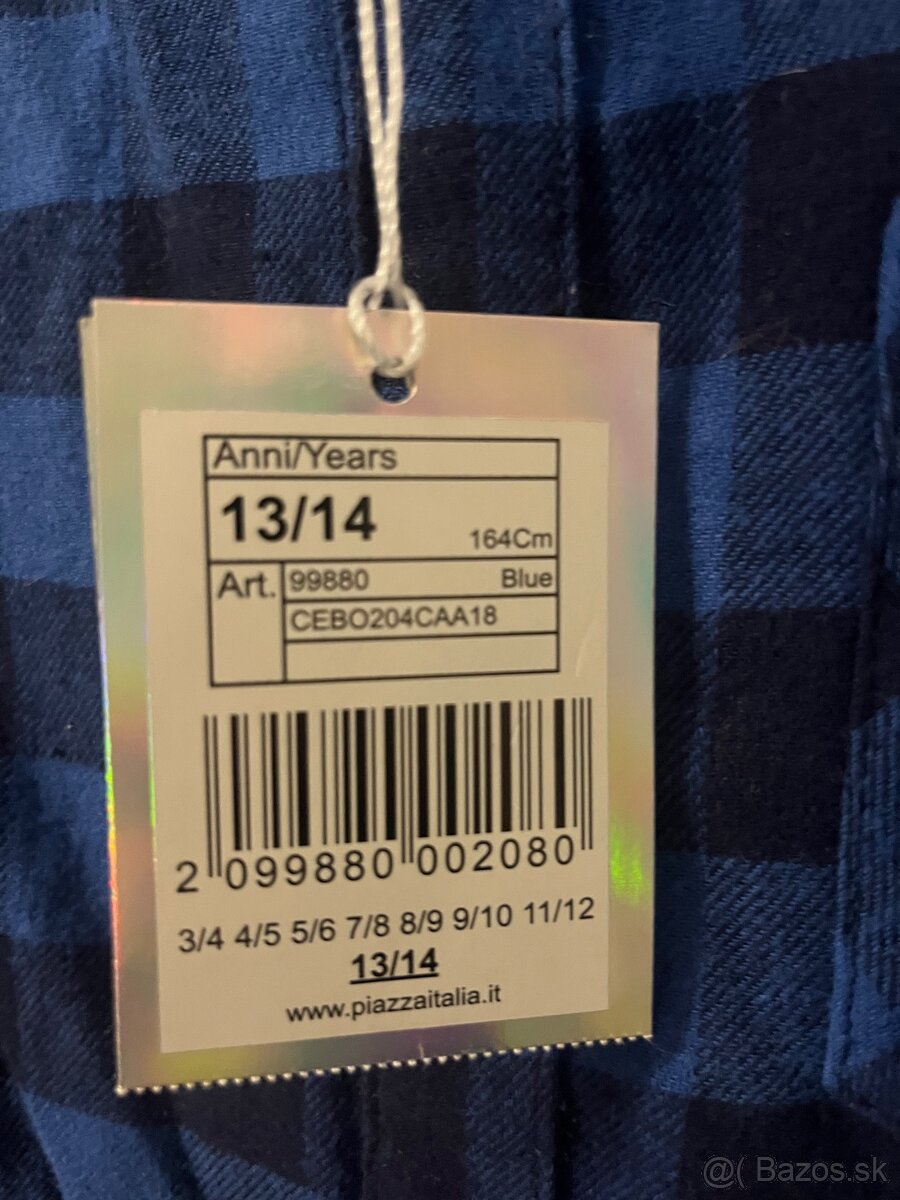 Anni/Years
13/14 164Cm
Art. 99880 Blue
CEBO204CAA18
2 099880 002080
3/4 4/5 5/6 7/8 8/9 9/10 11/12
13/14
www.piazzaitalia.it
@( Bazos.sk